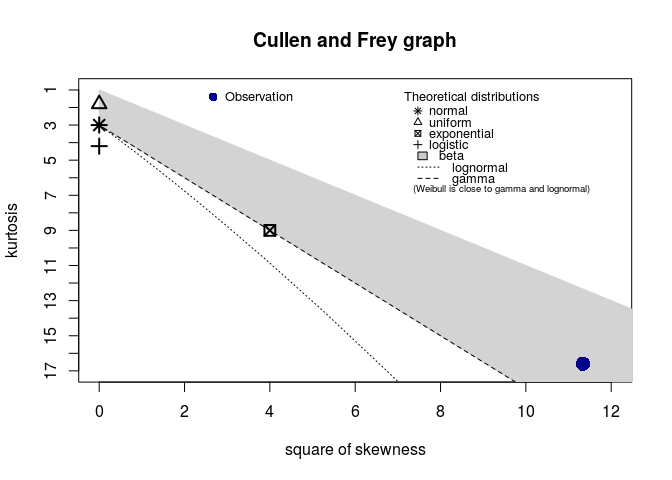 Cullen and Frey graph
Observation
Theoretical distributions
normal
uniform
exponential
logistic
beta
lognormal
gamma
(Weibull is close to gamma and lognormal)
kurtosis
1
3
5
7
9
11
13
15
17
0 2 4 6 8 10 12
square of skewness